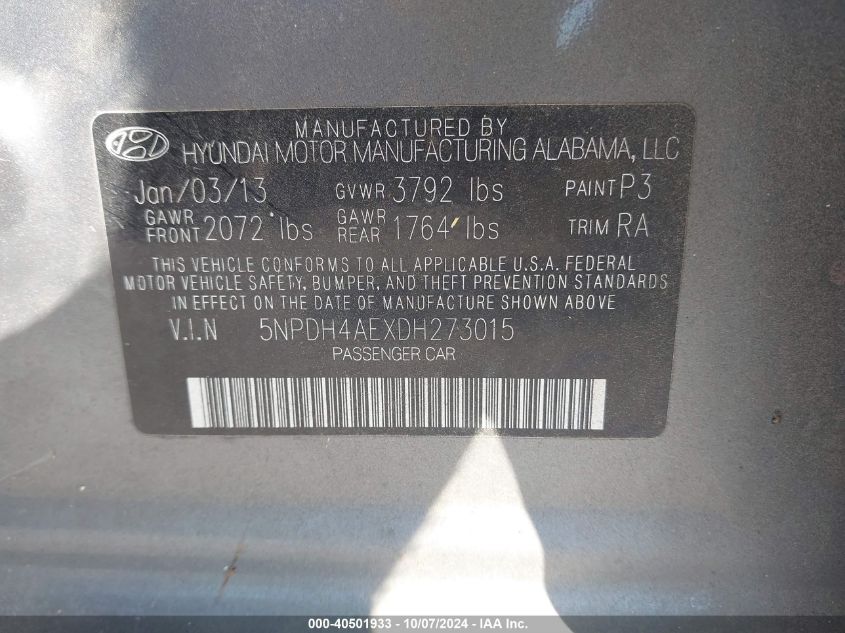 MANUFACTURED BY
HYUNDAI MOTOR MANUFACTURING ALABAMA, LLC
Jan/03/13 GVWR 3792 lbs PAINT P3
GAWR FRONT 2072 lbs GAWR REAR 1764 lbs TRIM RA
THIS VEHICLE CONFORMS TO ALL APPLICABLE U.S.A. FEDERAL
MOTOR VEHICLE SAFETY, BUMPER, AND THEFT PREVENTION STANDARDS
IN EFFECT ON THE DATE OF MANUFACTURE SHOWN ABOVE
V.I.N 5NPDH4AEXDH273015
PASSENGER CAR
000-40501933 - 10/07/2024 - IAA Inc.